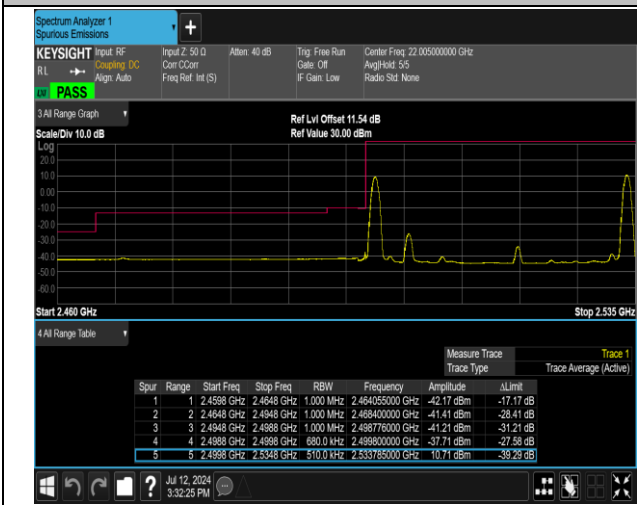 Spectrum Analyzer 1
Spurious Emissions
+
KEYSIGHT Input: RF Input Z: 50 Ω Atten: 40 dB Trig: Free Run Center Freq: 22.005000000 GHz
RL Coupling: DC Corr CCorr Gate: Off Avg|Hold: 5/5
Align: Auto Freq Ref: Int (S) IF Gain: Low Radio Std: None
PASS
3 All Range Graph
Ref Lvl Offset 11.54 dB
Scale/Div 10.0 dB Ref Value 30.00 dBm
Log
20.0
10.0
0.00
-10.0
-20.0
-30.0
-40.0
-50.0
-60.0
Start 2.460 GHz Stop 2.535 GHz
4 All Range Table
Measure Trace Trace 1
Trace Type Trace Average (Active)
Spur Range Start Freq Stop Freq RBW Frequency Amplitude ΔLimit
1 1 2.4598 GHz 2.4648 GHz 1.000 MHz 2.464055000 GHz -42.17 dBm -17.17 dB
2 2 2.4648 GHz 2.4948 GHz 1.000 MHz 2.468400000 GHz -41.41 dBm -28.41 dB
3 3 2.4948 GHz 2.4988 GHz 1.000 MHz 2.498776000 GHz -41.21 dBm -31.21 dB
4 4 2.4988 GHz 2.4998 GHz 680.0 kHz 2.499800000 GHz -37.71 dBm -27.58 dB
5 5 2.4998 GHz 2.5348 GHz 510.0 kHz 2.533785000 GHz 10.71 dBm -39.29 dB
? Jul 12, 2024
3:32:25 PM